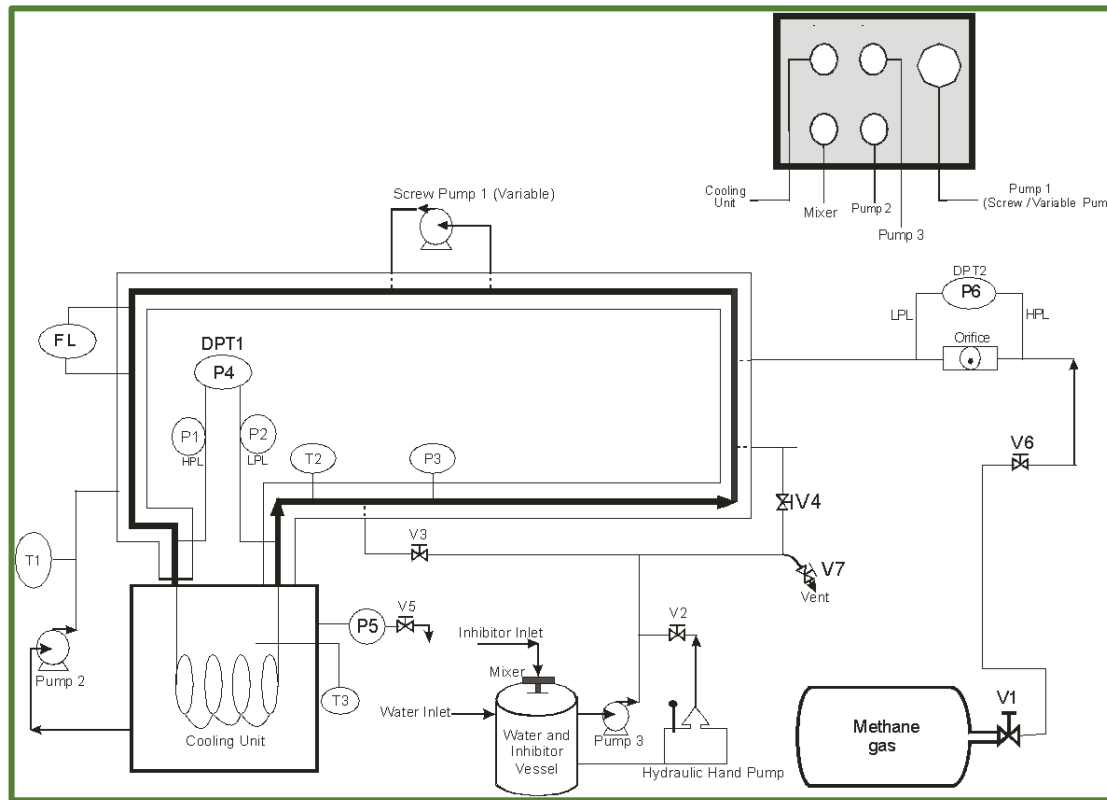 Cooling
Unit
Mixer
Pump 2
Pump 3
Pump 1
(Screw /Variable Pum
Screw Pump 1 (Variable)
DPT2
P6
LPL
HPL
Orifice
FL
DPT1
P4
P1
HPL
P2
LPL
T2
P3
V6
V4
V3
T1
V7
Vent
V5
P5
V2
Inhibitor Inlet
Mixer
Pump 2
T3
Water Inlet
Cooling Unit
Water and
Inhibitor
Vessel
Pump 3
Hydraulic Hand Pump
Methane
gas
V1